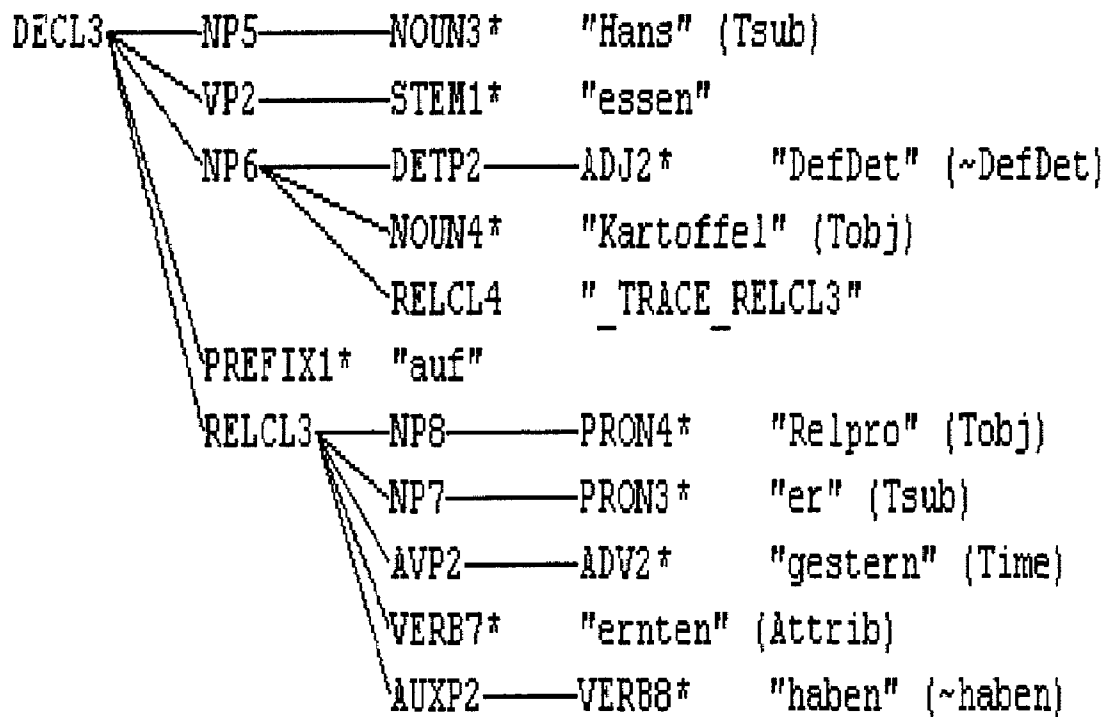 DECL3 NP5 NOUN3* "Hans" (Tsub)
VP2 STEM1* "essen"
NP6 DETP2 ADJ2* "DefDet" (~DefDet)
NOUN4* "Kartoffel" (Tobj)
RELCL4 "_TRACE_RELCL3"
PREFIX1* "auf"
RELCL3 NP8 PRON4* "Relpro" (Tobj)
NP7 PRON3* "er" (Tsub)
AVP2 ADV2* "gestern" (Time)
VERB7* "ernten" (Attrib)
AUXP2 VERB8* "haben" (~haben)